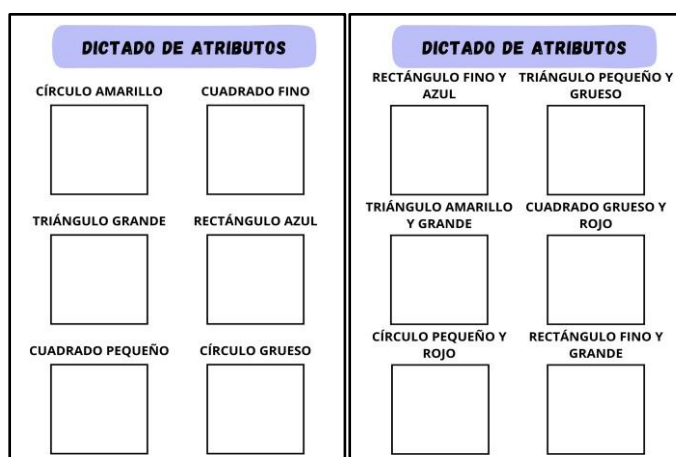 DICTADO DE ATRIBUTOS
CÍRCULO AMARILLO
CUADRADO FINO
TRIÁNGULO GRANDE
RECTÁNGULO AZUL
CUADRADO PEQUEÑO
CÍRCULO GRUESO
DICTADO DE ATRIBUTOS
RECTÁNGULO FINO Y
AZUL
TRIÁNGULO PEQUEÑO Y
GRUESO
TRIÁNGULO AMARILLO
Y GRANDE
CUADRADO GRUESO Y
ROJO
CÍRCULO PEQUEÑO Y
ROJO
RECTÁNGULO FINO Y
GRANDE